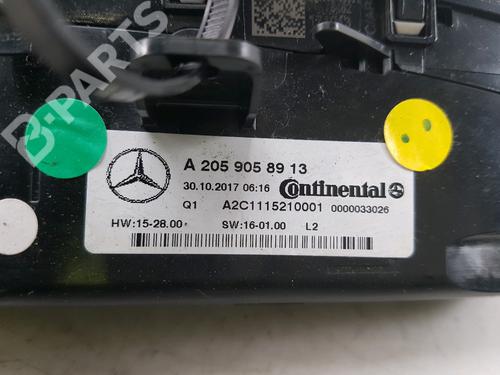 B-PARTS
A 205 905 89 13
30.10.2017 06:16 Continental
Q1 A2C1115210001 0000033026
HW:15-28.00 SW:16-01.00 L2